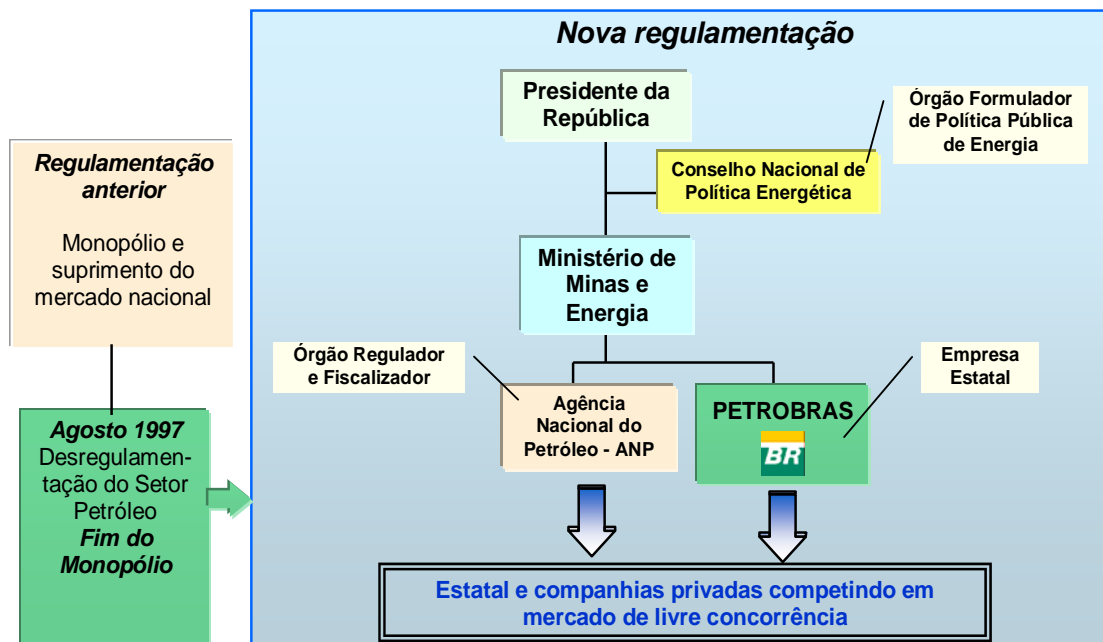 Nova regulamentação
Presidente da
República
Órgão Formulador
de Política Pública
de Energia
Conselho Nacional de
Política Energética
Regulamentação
anterior
Monopólio e
suprimento do
mercado nacional
Ministério de
Minas e
Energia
Órgão Regulador
e Fiscalizador
Empresa
Estatal
Agência
Nacional do
Petróleo - ANP
PETROBRAS
BR
Agosto 1997
Desregulamen-
tação do Setor
Petróleo
Fim do
Monopólio
Estatal e companhias privadas competindo em
mercado de livre concorrência